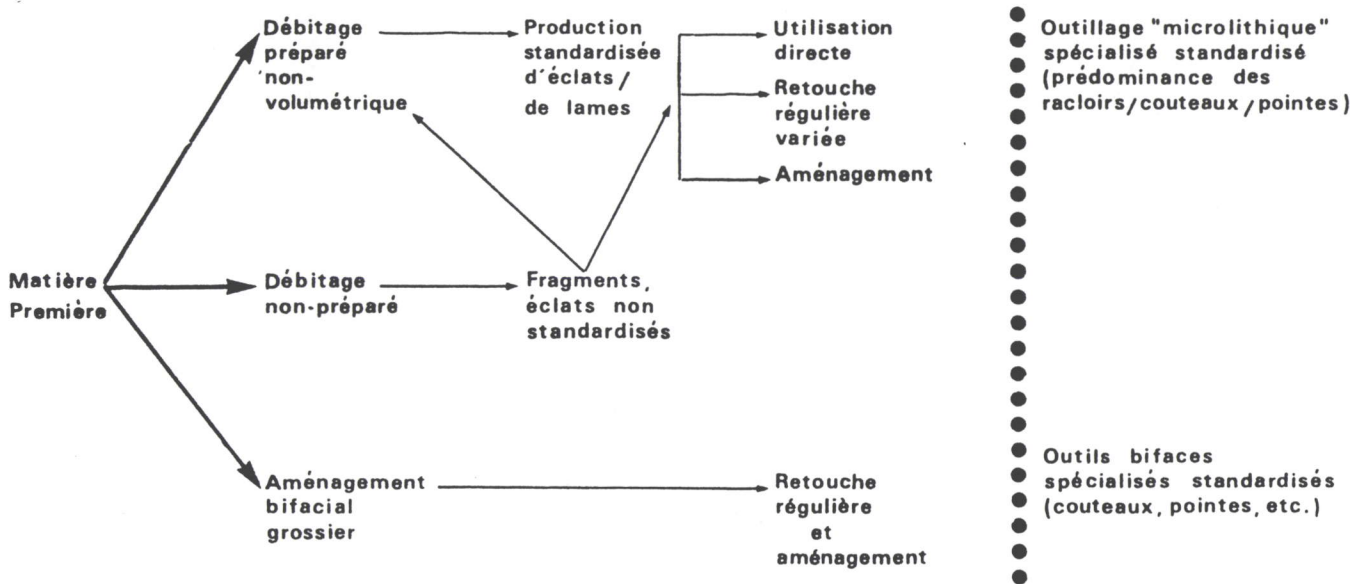 Débitage
préparé
non-
volumétrique
Production
standardisée
d'éclats/
de lames
Utilisation
directe
Retouche
régulière
variée
Aménagement
Outillage "microlithique"
spécialisé standardisé
(prédominance des
racloirs/couteaux/pointes)
Matière
Première
Débitage
non-préparé
Fragments,
éclats non
standardisés
Aménagement
bifacial
grossier
Retouche
régulière
et
aménagement
Outils bifaces
spécialisés standardisés
(couteaux, pointes, etc.)